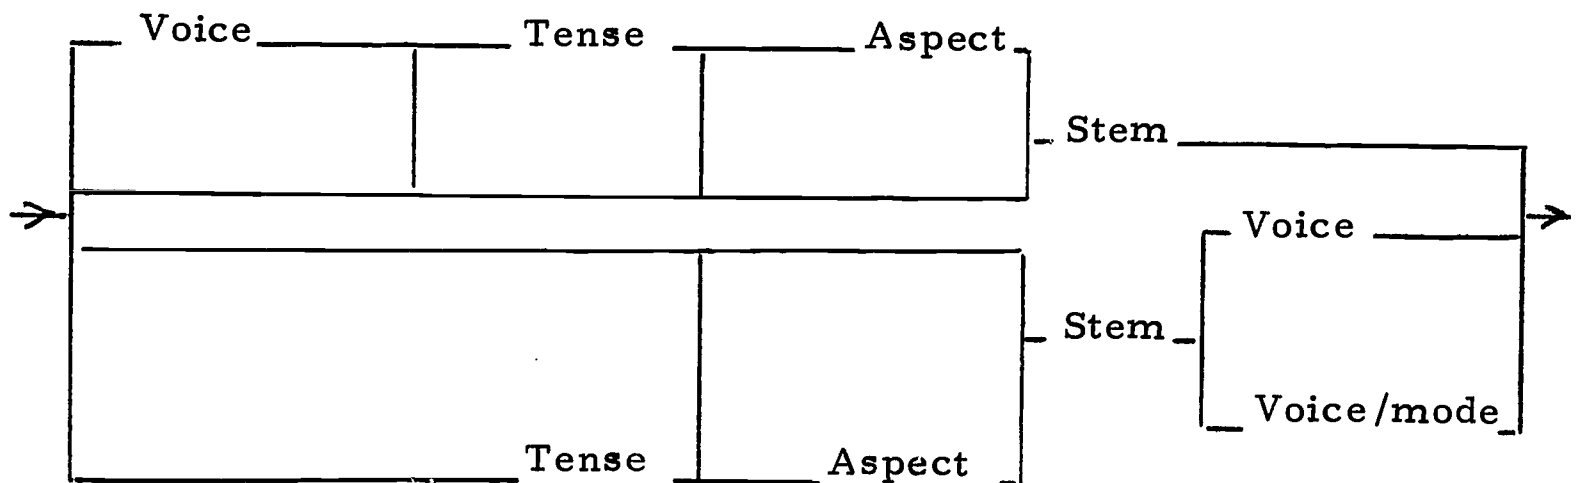 Voice Tense Aspect
Stem
Voice
Stem
Voice/mode
Tense Aspect